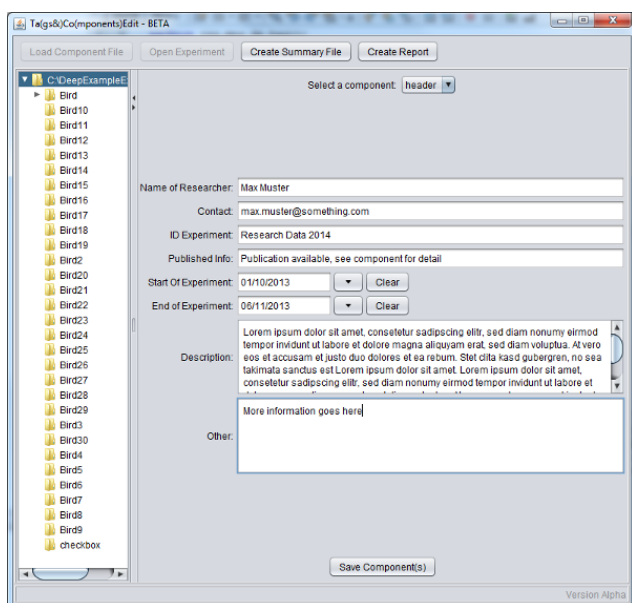 Ta(gs&)Co(mponents)Edit - BETA
Load Component File Open Experiment Create Summary File Create Report
C:\DeepExampleE
Bird
Bird10
Bird11
Bird12
Bird13
Bird14
Bird15
Bird16
Bird17
Bird18
Bird19
Bird2
Bird20
Bird21
Bird22
Bird23
Bird24
Bird25
Bird26
Bird27
Bird28
Bird29
Bird3
Bird30
Bird4
Bird5
Bird6
Bird7
Bird8
Bird9
checkbox
Select a component: header
Name of Researcher: Max Muster
Contact: max.muster@something.com
ID Experiment: Research Data 2014
Published Info: Publication available, see component for detail
Start Of Experiment: 01/10/2013 Clear
End of Experiment: 06/11/2013 Clear
Description:
Lorem ipsum dolor sit amet, consetetur sadipscing elitr, sed diam nonumy eirmod
tempor invidunt ut labore et dolore magna aliquyam erat, sed diam voluptua. At vero
eos et accusam et justo duo dolores et ea rebum. Stet clita kasd gubergren, no sea
takimata sanctus est Lorem ipsum dolor sit amet. Lorem ipsum dolor sit amet,
consetetur sadipscing elitr, sed diam nonumy eirmod tempor invidunt ut labore et
Other:
More information goes here
Save Component(s)
Version Alpha